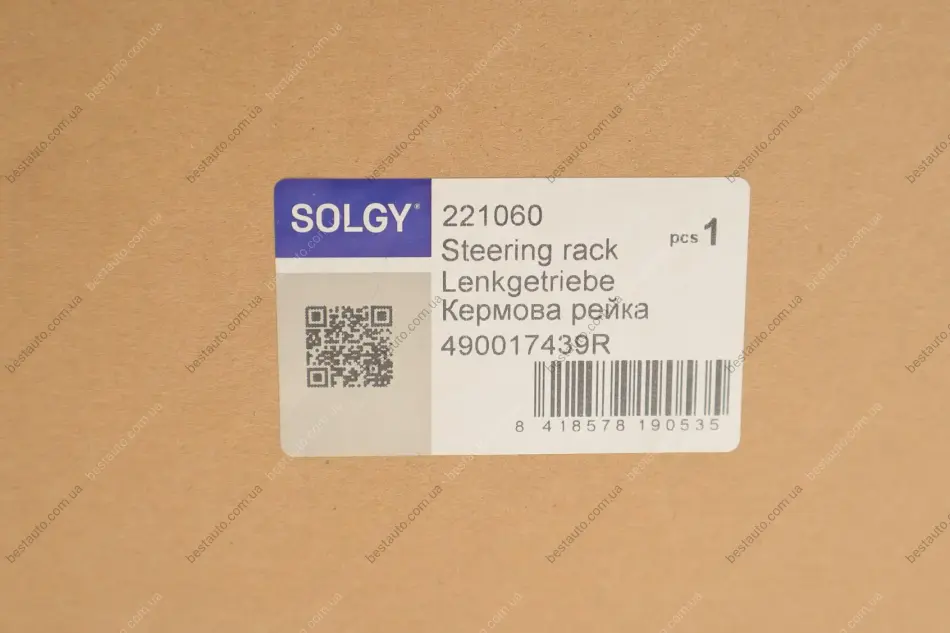 SOLGY®
221060
pcs 1
Steering rack
Lenkgetriebe
Кермова рейка
490017439R
8 418578 190535
bestauto.com.ua